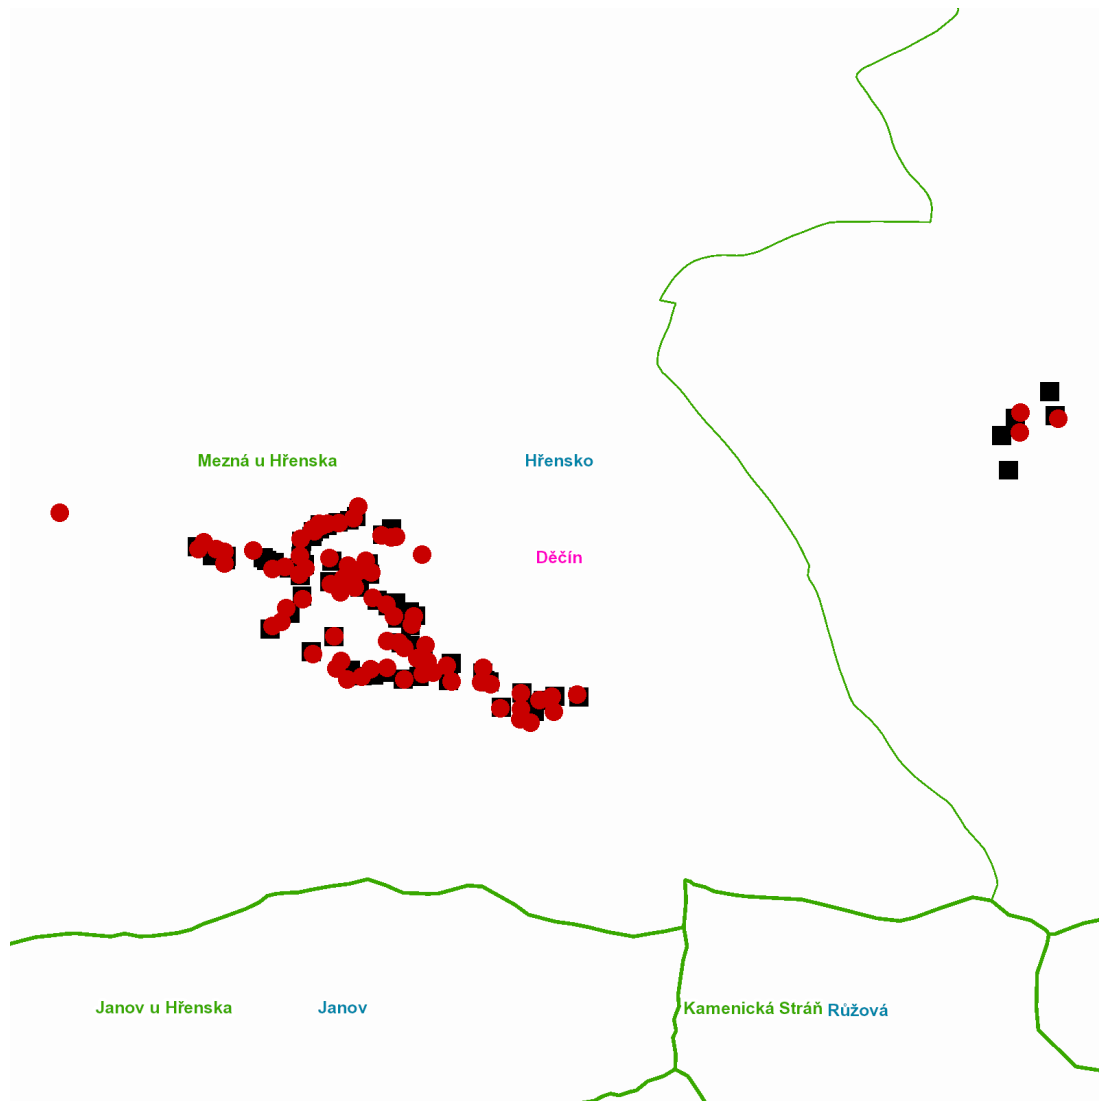 Mezná u Hřenska
Hřensko
Děčín
Janov u Hřenska
Janov
Kamenická Stráň
Růžová